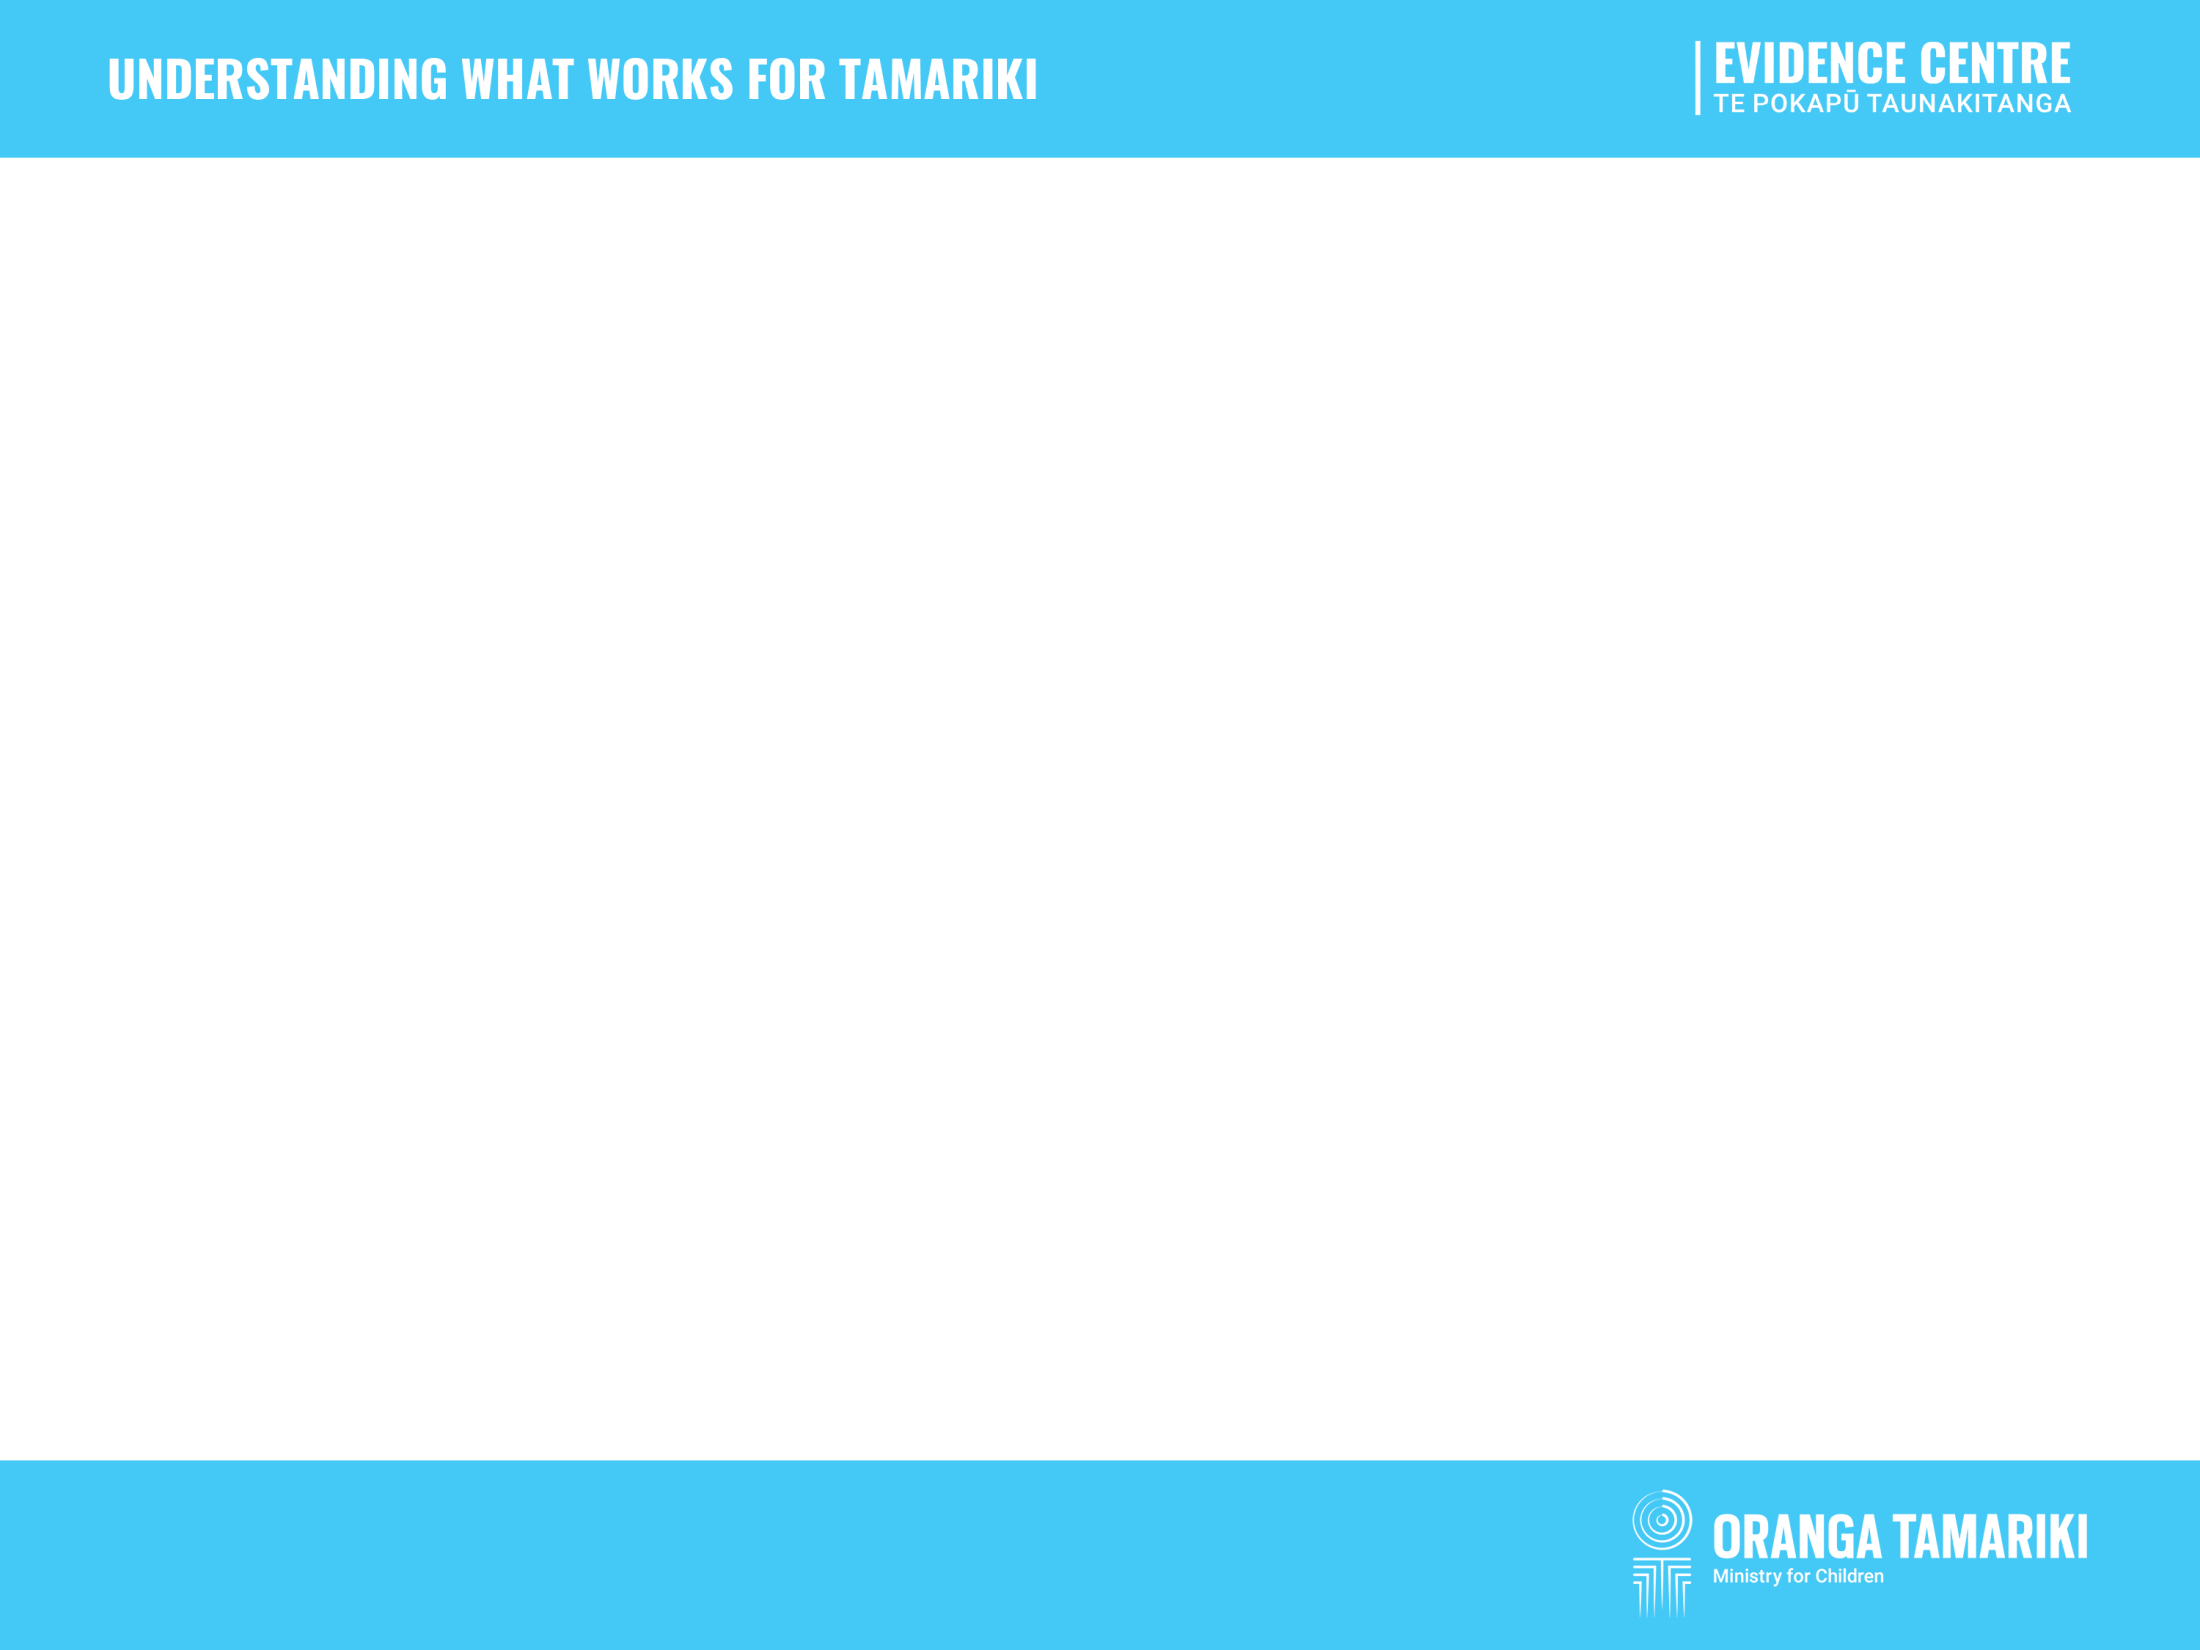 UNDERSTANDING WHAT WORKS FOR TAMARIKI
EVIDENCE CENTRE
TE POKAPŪ TAUNAKITANGA
ORANGA TAMARIKI
Ministry for Children